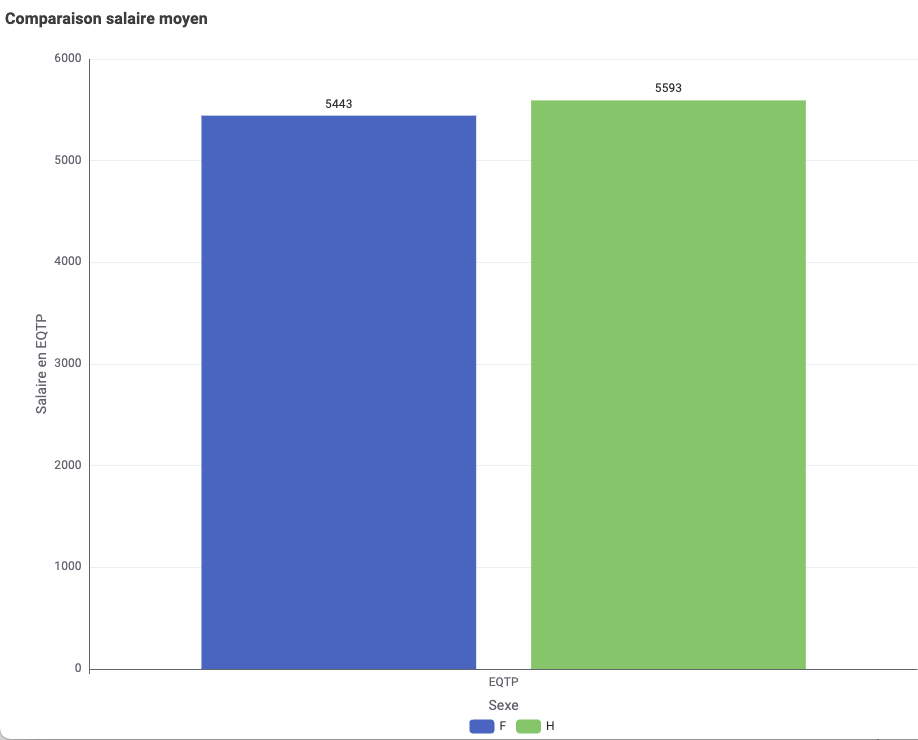 Comparaison salaire moyen
6000
5443
5593
5000
4000
3000
2000
1000
0
Salaire en EQTP
EQTP
Sexe
F H